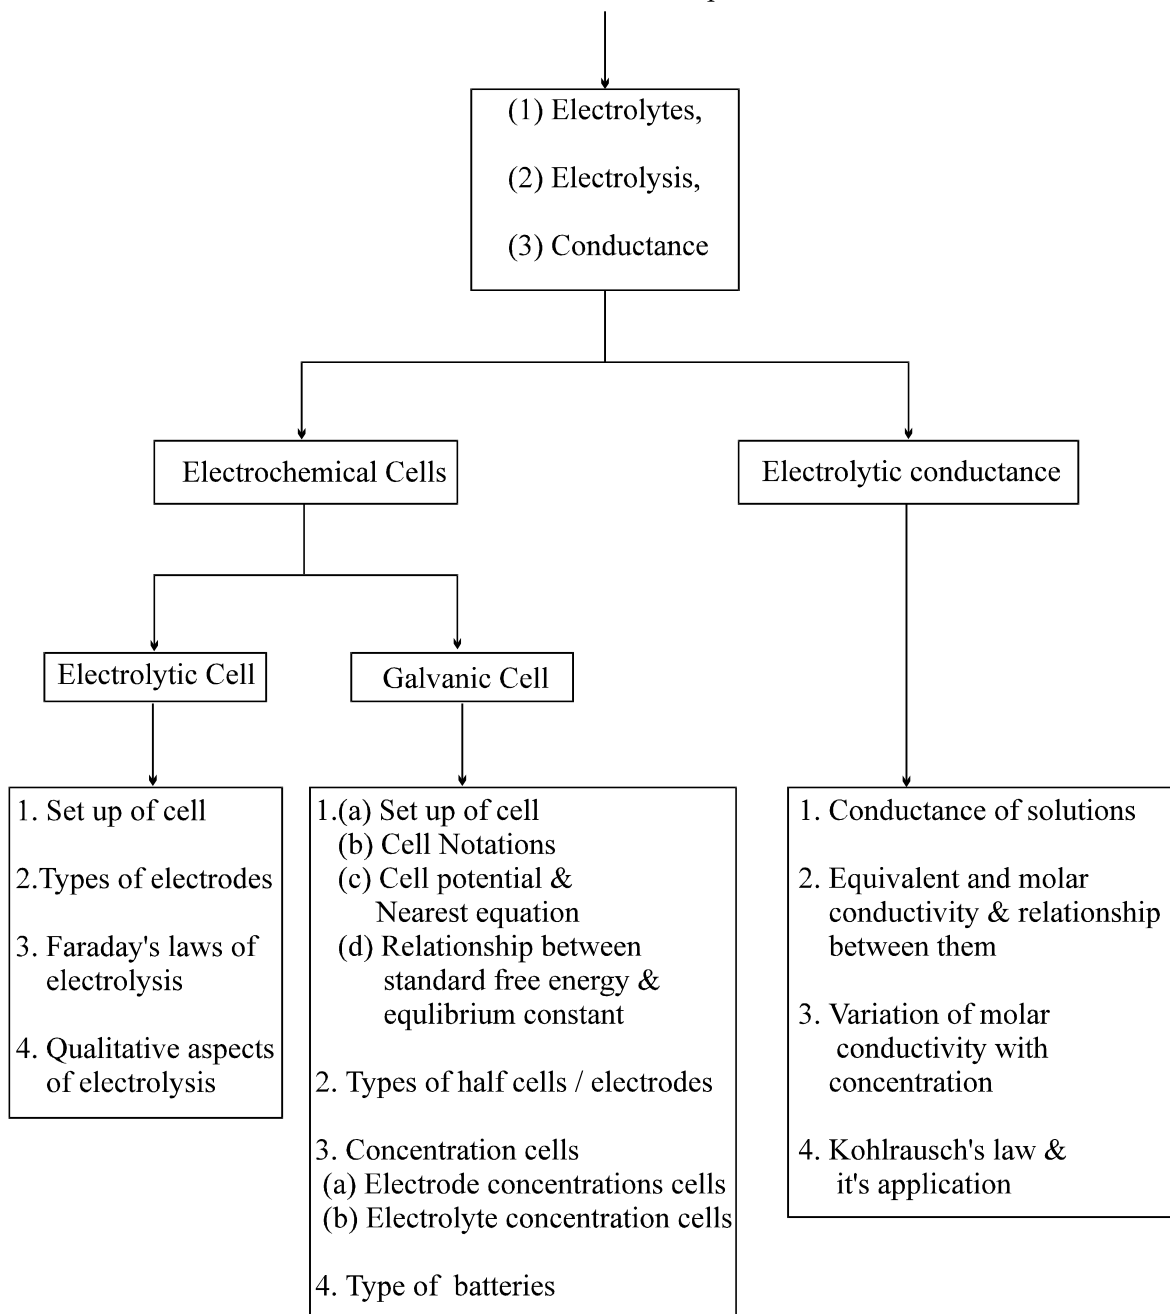 (1) Electrolytes,
(2) Electrolysis,
(3) Conductance
Electrochemical Cells
Electrolytic conductance
Electrolytic Cell
Galvanic Cell
1. Set up of cell
2.Types of electrodes
3. Faraday's laws of
electrolysis
4. Qualitative aspects
of electrolysis
1.(a) Set up of cell
(b) Cell Notations
(c) Cell potential &
Nearest equation
(d) Relationship between
standard free energy &
equlibrium constant
2. Types of half cells / electrodes
3. Concentration cells
(a) Electrode concentrations cells
(b) Electrolyte concentration cells
4. Type of batteries
1. Conductance of solutions
2. Equivalent and molar
conductivity & relationship
between them
3. Variation of molar
conductivity with
concentration
4. Kohlrausch's law &
it's application